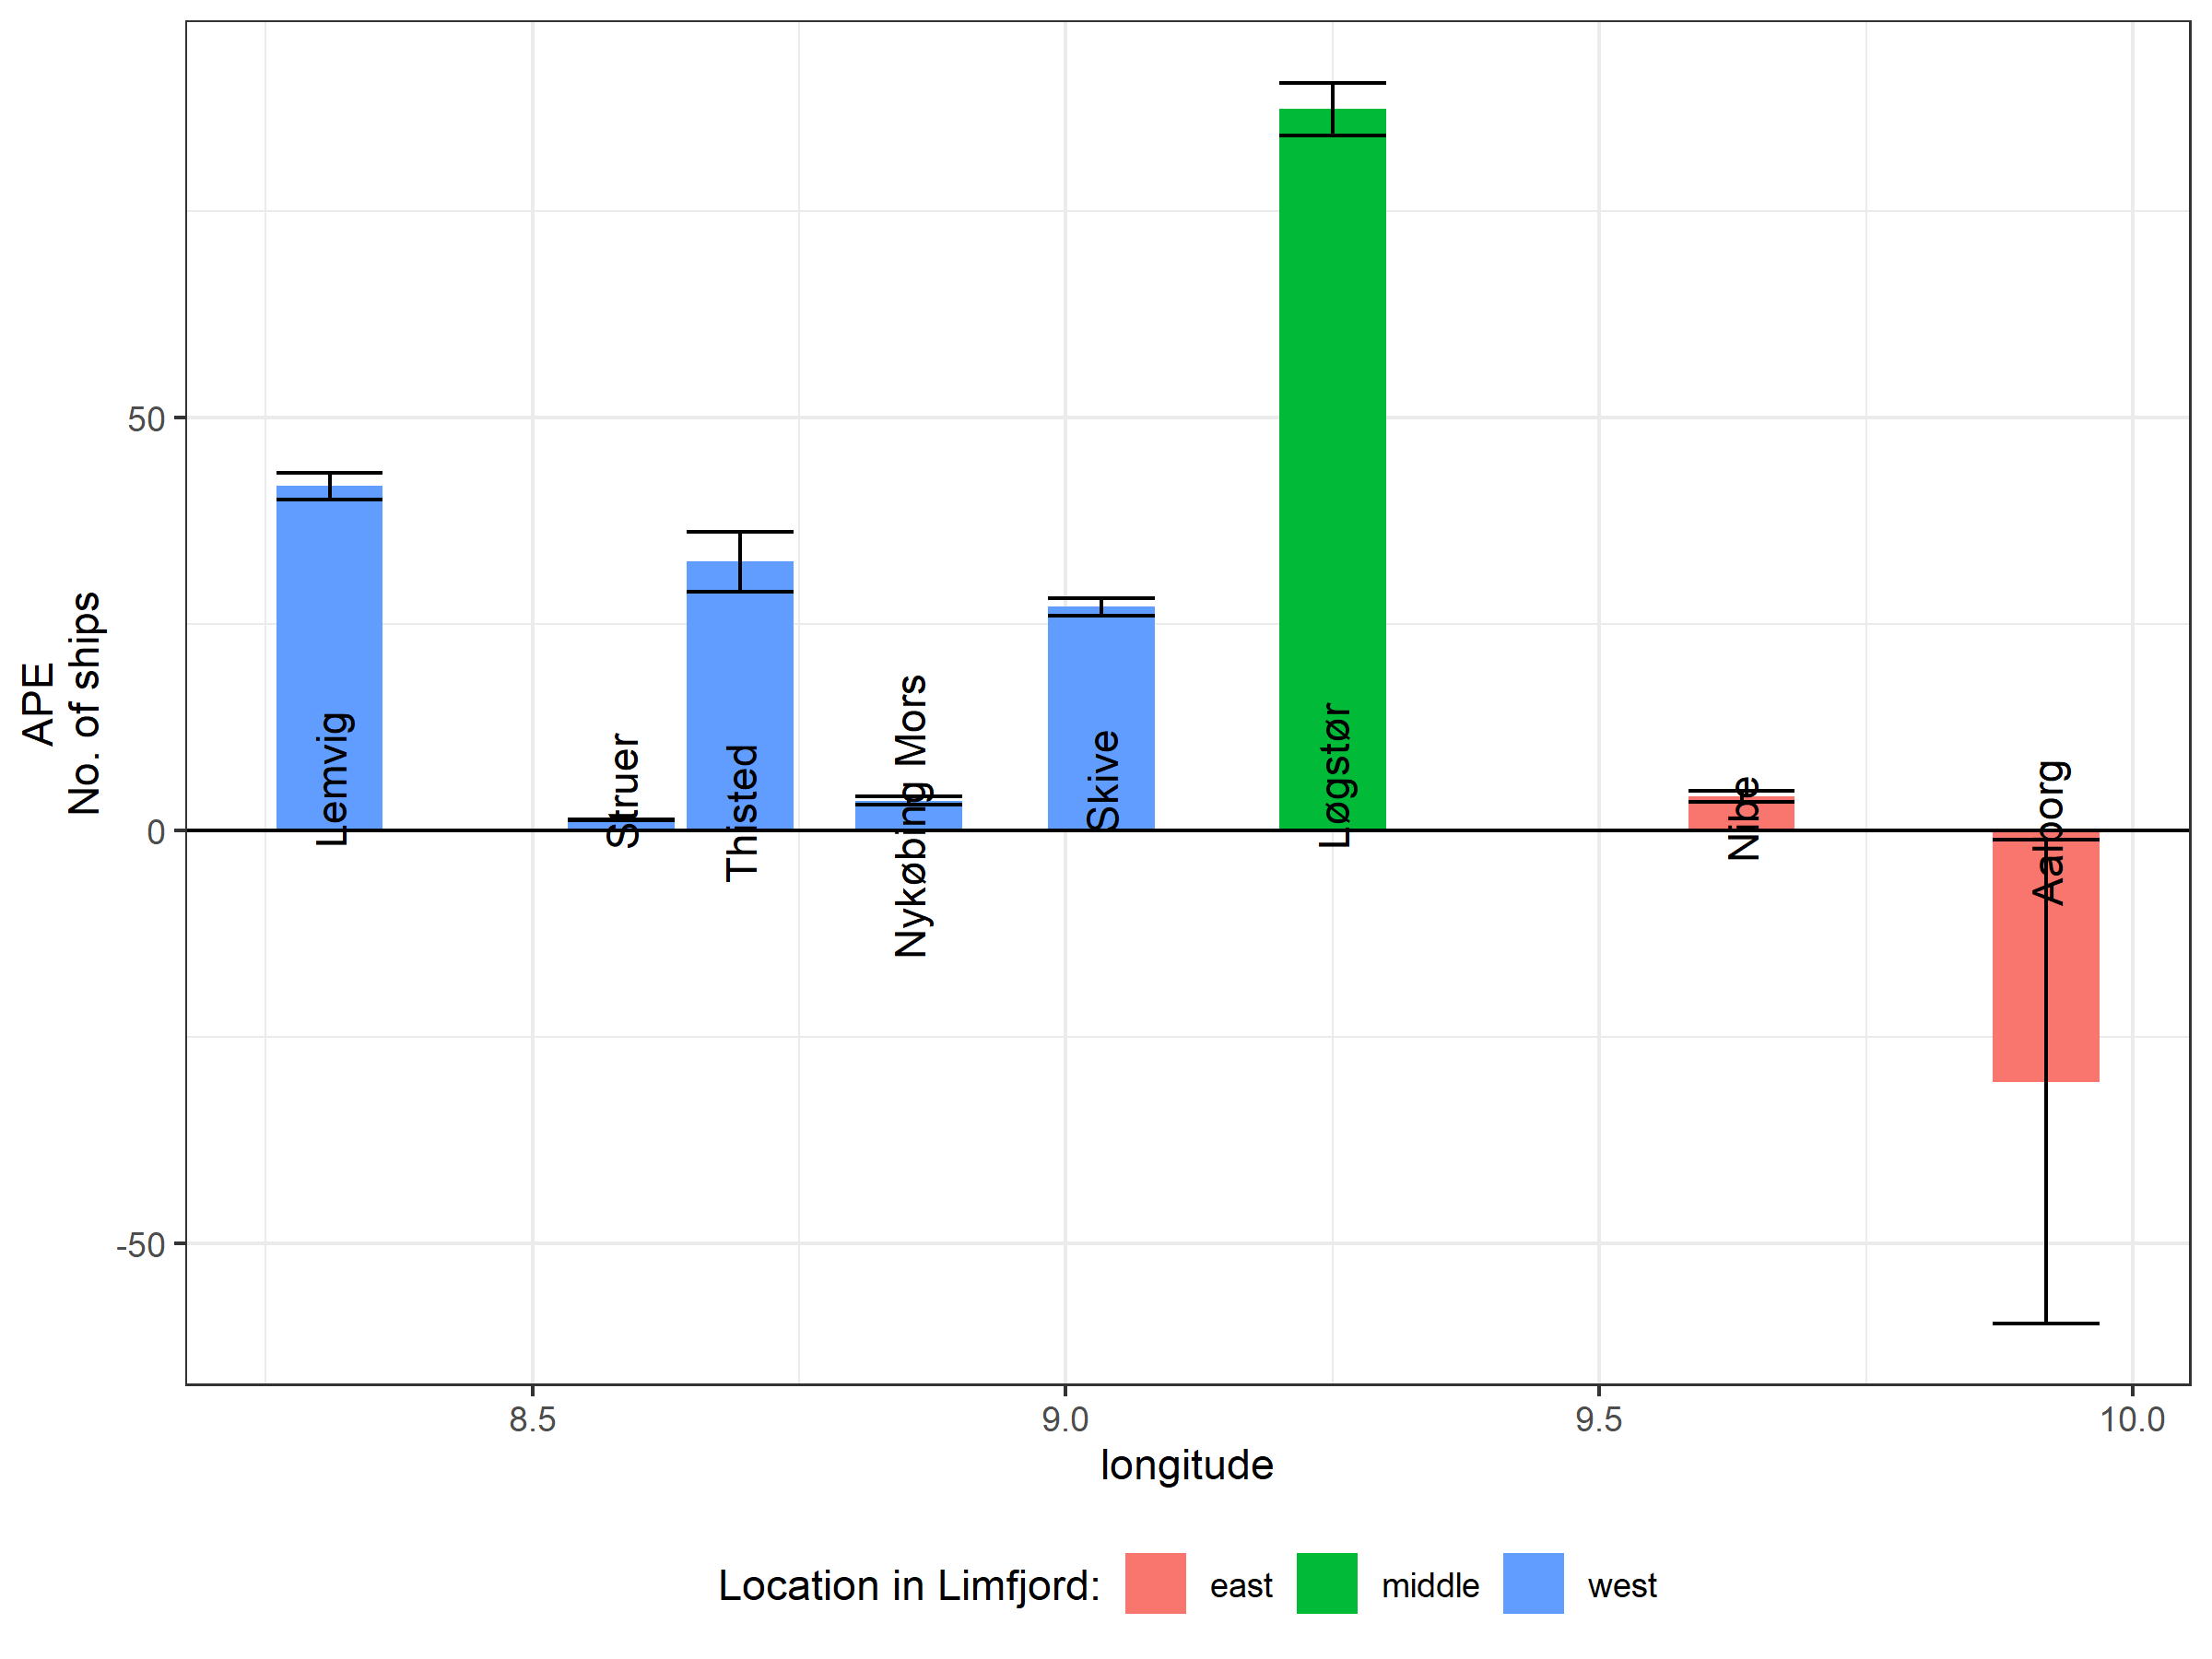 APE
No. of ships
50
0
-50
Lemvig
Struer
Thisted
Nykøbing Mors
Skive
Løgstør
Nibe
Aalborg
8.5
9.0
9.5
10.0
longitude
Location in Limfjord:
east
middle
west